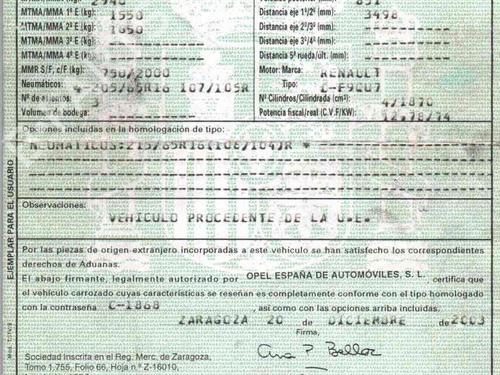 MTMA/MMA (kg): 2940
MTMA/MMA 1º E (kg): 1550 Distancia eje 1º/2º (mm): 3498
MTMA/MMA 2º E (kg): 1650 Distancia eje 2º/3º (mm):
MTMA/MMA 3º E (kg): Distancia eje 3º/4º (mm):
MTMA/MMA 4º E (kg): Distancia 5ª rueda/ult. (mm):
MMR S/F, c/F (kg): 750/2000 Motor: Marca: RENAULT
Neumáticos: 4-205/65R16 107/105R Tipo: C-F9QU7
Nº de asientos: 3 Nº Cilindros/Cilindrada (cm³): 4/1870
Volumen de bodega: Potencia fiscal/real (C.V.F/KW): 12,78/74
Opciones incluidas en la homologación de tipo:
NEUMATICOS:215/65R16(106/104)R *
Observaciones:
VEHICULO PROCEDENTE DE LA U.E.
Por las piezas de origen extranjero incorporadas a este vehículo se han satisfecho los correspondientes
derechos de Aduanas.
El abajo firmante, legalmente autorizado por OPEL ESPAÑA DE AUTOMÓVILES, S. L. certifica que
el vehículo carrozado cuyas características se reseñan es completamente conforme con el tipo homologado
con la contraseña C-1868 , así como con las opciones arriba incluidas.
ZARAGOZA 20 de DICIEMBRE de 2003
Firma,
Sociedad Inscrita en el Reg. Merc. de Zaragoza,
Tomo 1.755, Folio 66, Hoja n.º Z-16010,
EJEMPLAR PARA EL USUARIO